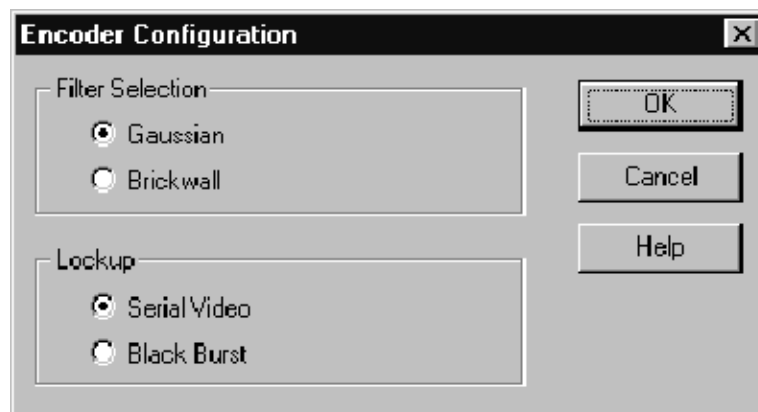 Encoder Configuration
Filter Selection
Gaussian
Brickwall
Lockup
Serial Video
Black Burst
OK
Cancel
Help